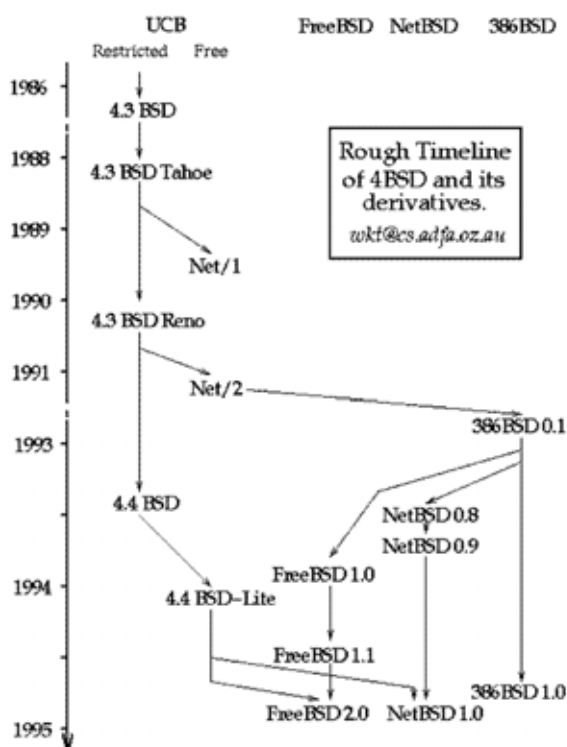 UCB FreeBSD NetBSD 386BSD
Restricted Free
1986
4.3 BSD
Rough Timeline
of 4BSD and its
derivatives.
wkt@cs.adfa.oz.au
1988
4.3 BSD Tahoe
1989
Net/1
1990
4.3 BSD Reno
1991
Net/2
386BSD 0.1
1993
4.4 BSD
NetBSD 0.8
NetBSD 0.9
FreeBSD 1.0
1994
4.4 BSD-Lite
FreeBSD 1.1
386BSD 1.0
FreeBSD 2.0 NetBSD 1.0
1995